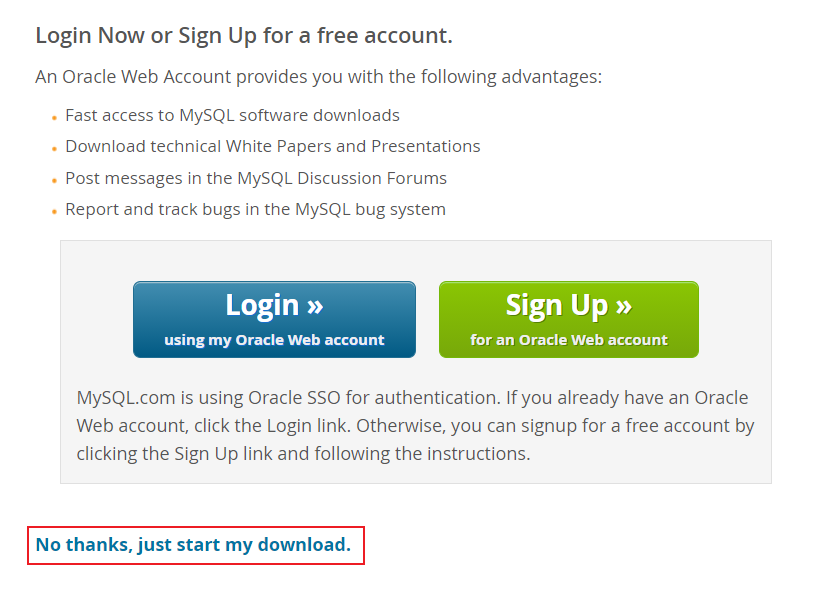 Login Now or Sign Up for a free account.
An Oracle Web Account provides you with the following advantages:
Fast access to MySQL software downloads
Download technical White Papers and Presentations
Post messages in the MySQL Discussion Forums
Report and track bugs in the MySQL bug system
Login »
using my Oracle Web account
Sign Up »
for an Oracle Web account
MySQL.com is using Oracle SSO for authentication. If you already have an Oracle
Web account, click the Login link. Otherwise, you can signup for a free account by
clicking the Sign Up link and following the instructions.
No thanks, just start my download.